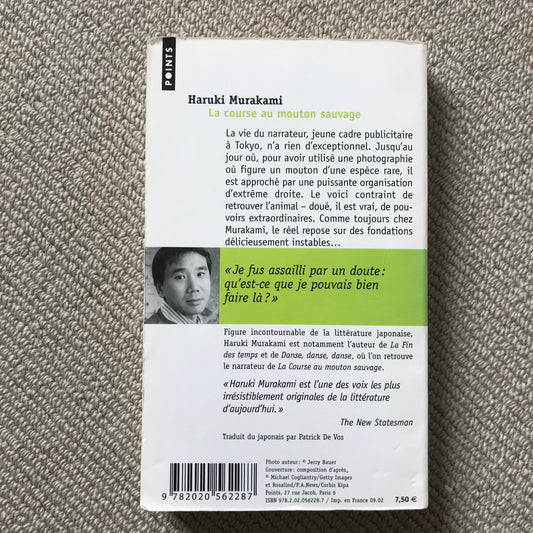 POINTS
Haruki Murakami
La course au mouton sauvage
La vie du narrateur, jeune cadre publicitaire
à Tokyo, n'a rien d'exceptionnel. Jusqu'au
jour où, pour avoir utilisé une photographie
où figure un mouton d'une espèce rare, il
est approché par une puissante organisation
d'extrême droite. Le voici contraint de
retrouver l'animal – doué, il est vrai, de pou-
voirs extraordinaires. Comme toujours chez
Murakami, le réel repose sur des fondations
délicieusement instables…
« Je fus assailli par un doute :
qu'est-ce que je pouvais bien
faire là ? »
Figure incontournable de la littérature japonaise,
Haruki Murakami est notamment l'auteur de La Fin
des temps et de Danse, danse, danse, où l'on retrouve
le narrateur de La Course au mouton sauvage.
« Haruki Murakami est l'une des voix les plus
irrésistiblement originales de la littérature
d'aujourd'hui. »
The New Statesman
Traduit du japonais par Patrick De Vos
Photo auteur : © Jerry Bauer
Couverture : composition d'après,
© Michael Cogliantry/Getty Images
et Rosalind/P.A.News/Corbis Kipa
Points, 27 rue Jacob, Paris 6
ISBN 978.2.02.056228.7 / Imp. en France 09.02
7,50 €
9 782020 562287